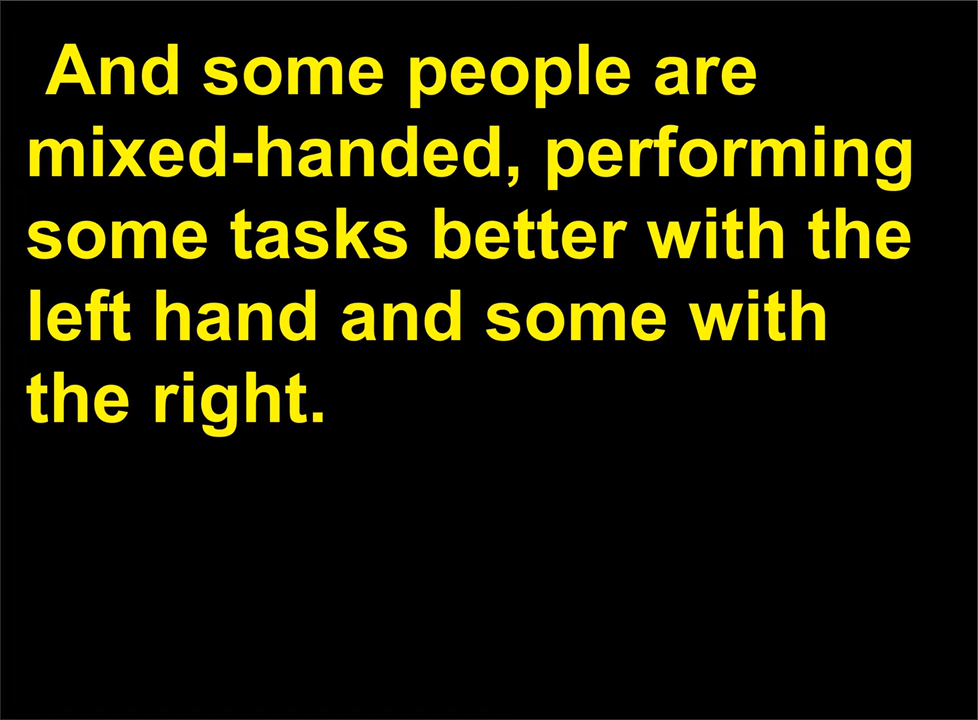 And some people are
mixed-handed, performing
some tasks better with the
left hand and some with
the right.